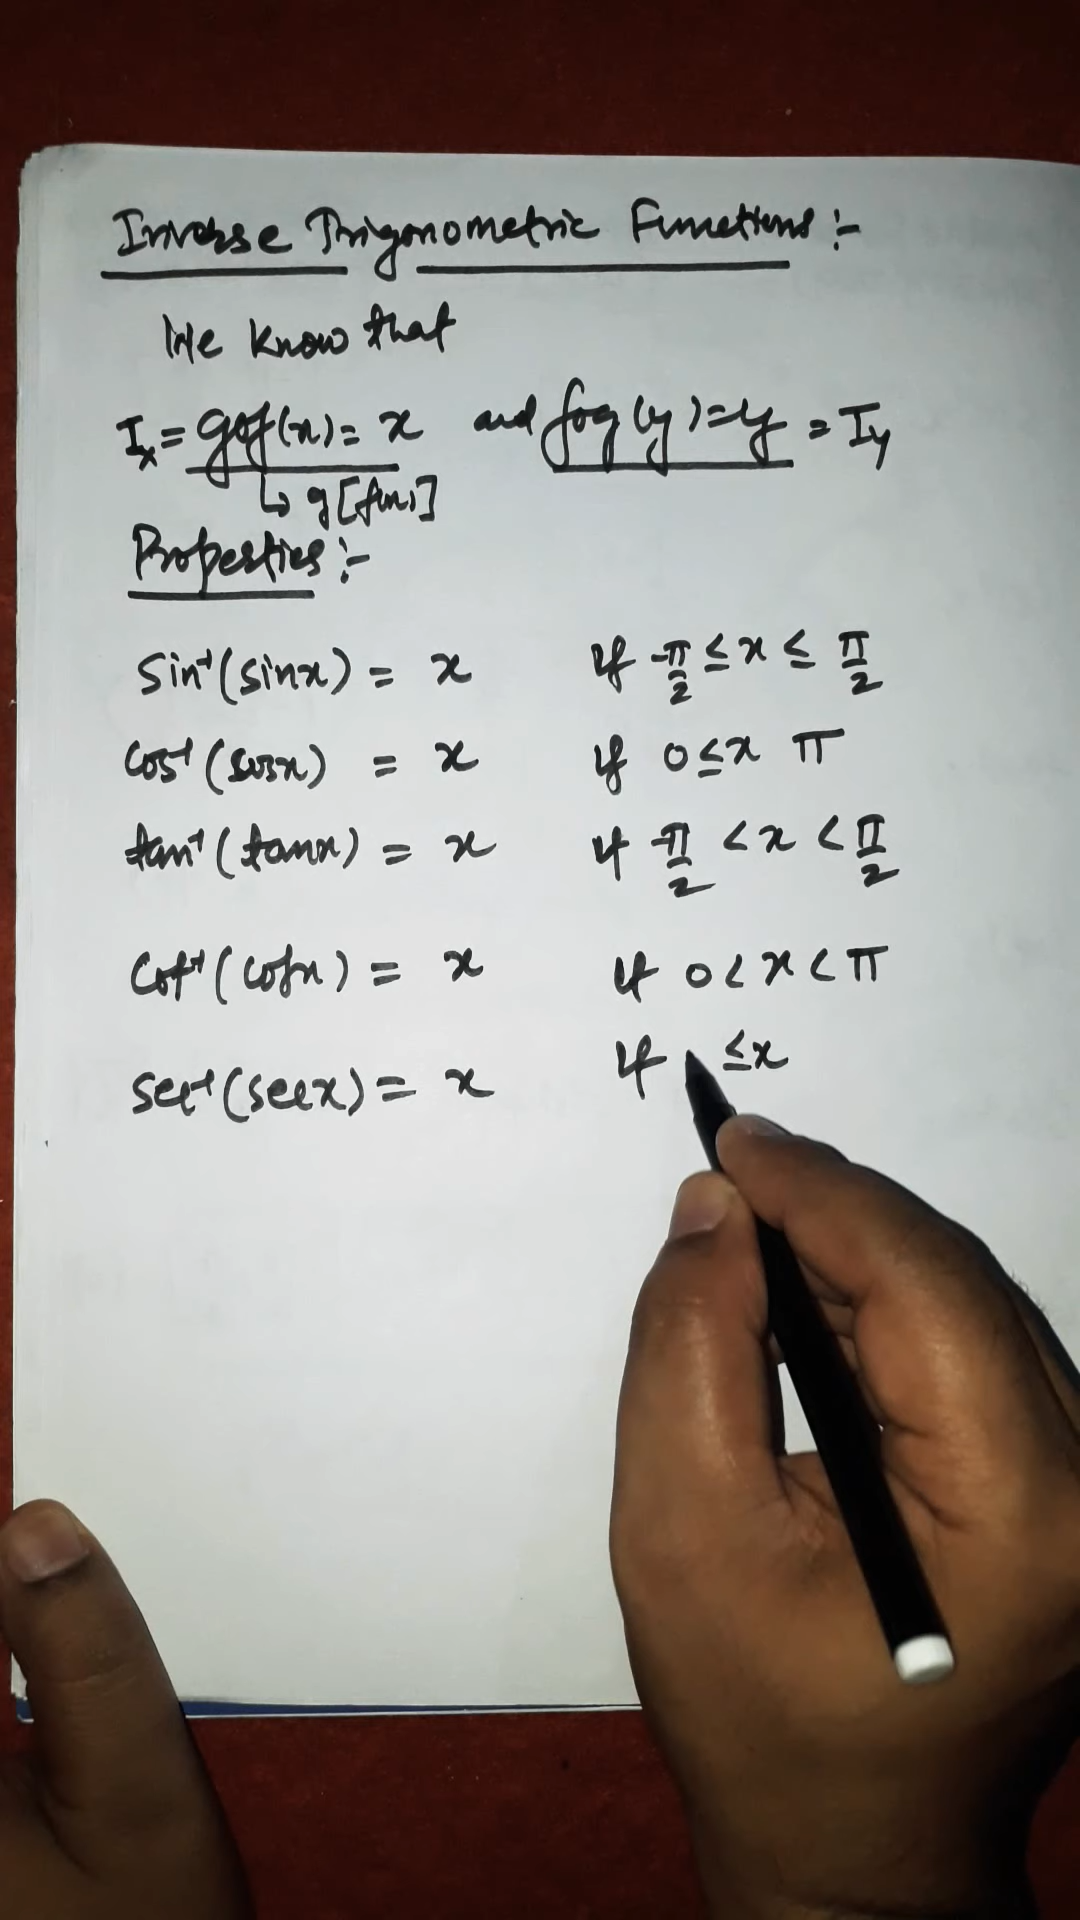 Inverse Trigonometric Functions :-
We know that
Iₓ = gof(x) = x and fog(y) = y = Iᵧ
↳ g[f(x)]
Properties :-
Sin⁻¹(sinx) = x if -π/2 ≤ x ≤ π/2
Cos⁻¹(cosx) = x if 0 ≤ x π
tan⁻¹(tanx) = x if -π/2 < x < π/2
Cot⁻¹(cotx) = x if 0 < x < π
Sec⁻¹(secx) = x if ≤ x